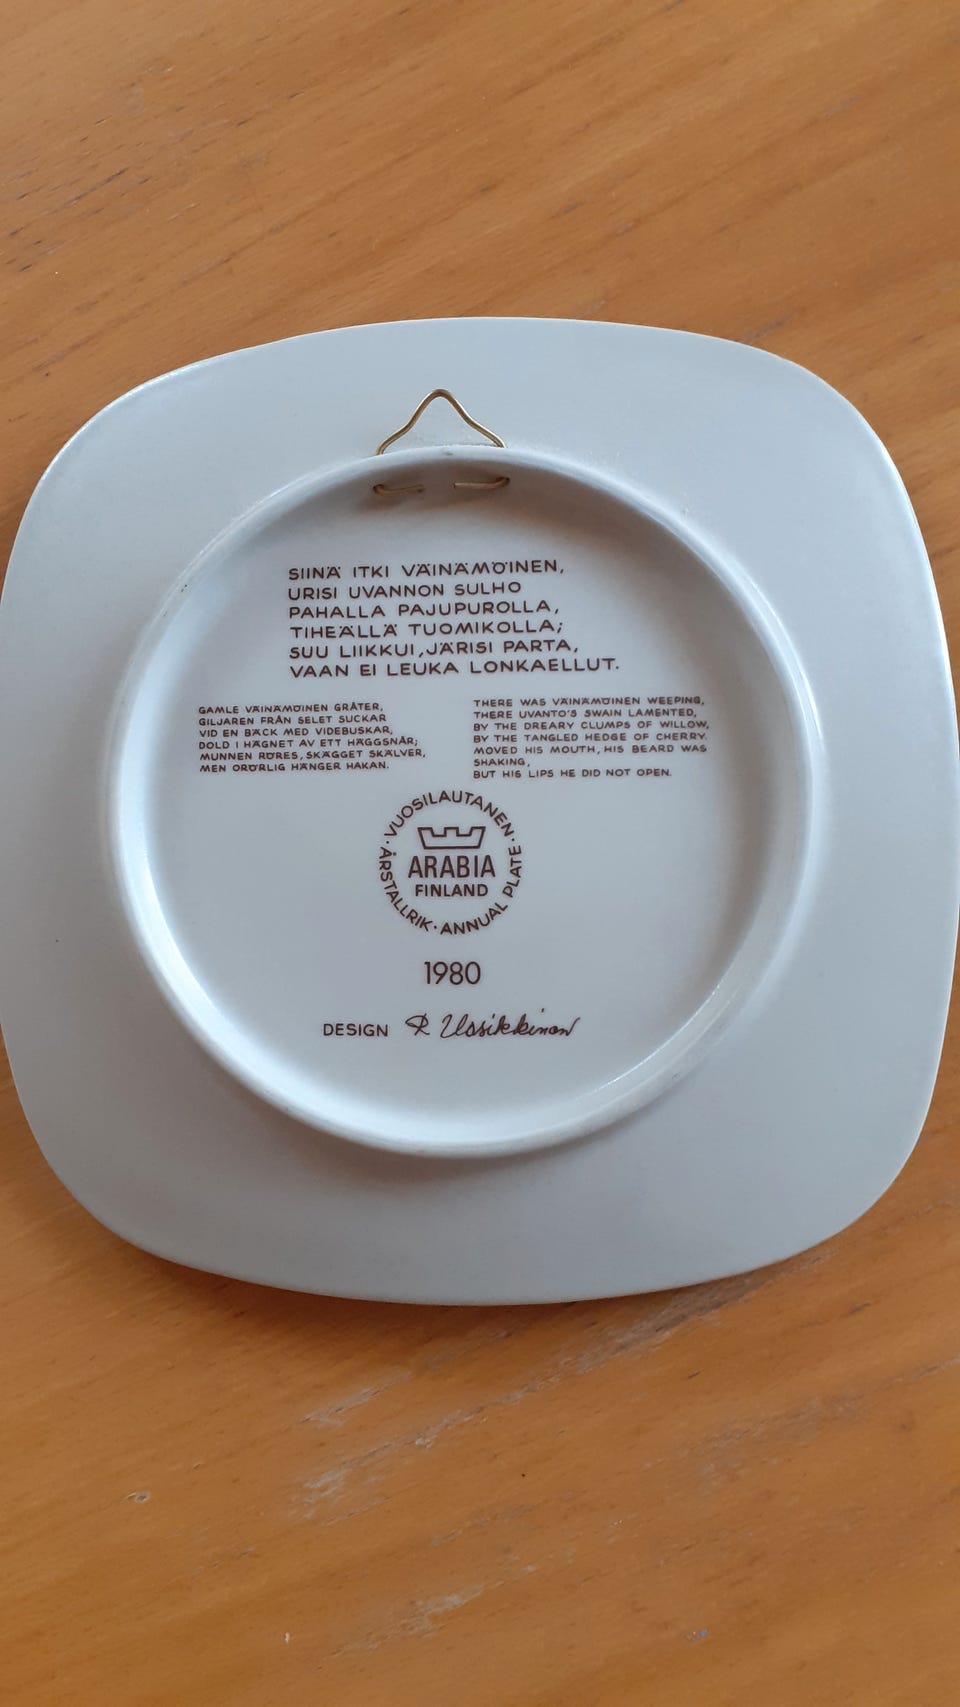 SIINÄ ITKI VÄINÄMÖINEN,
URISI UVANNON SULHO
PAHALLA PAJUPUROLLA,
TIHEÄLLÄ TUOMIKOLLA;
SUU LIIKKUI, JÄRISI PARTA,
VAAN EI LEUKA LONKAELLUT.
GAMLE VÄINÄMÖINEN GRÅTER,
GILJAREN FRÅN SELET SUCKAR
VID EN BÄCK MED VIDEBUSKAR,
DOLD I HÄGNET AV ETT HÄGGSNÅR;
MUNNEN RÖRES, SKÄGGET SKÄLVER,
MEN ORÖRLIG HÄNGER HAKAN.
THERE WAS VÄINÄMÖINEN WEEPING,
THERE UVANTO'S SWAIN LAMENTED,
BY THE DREARY CLUMPS OF WILLOW,
BY THE TANGLED HEDGE OF CHERRY.
MOVED HIS MOUTH, HIS BEARD WAS
SHAKING,
BUT HIS LIPS HE DID NOT OPEN.
· VUOSILAUTANEN · ANNUAL PLATE · ÅRSTALLRIK
ARABIA
FINLAND
1980
DESIGN R Uosikkinen